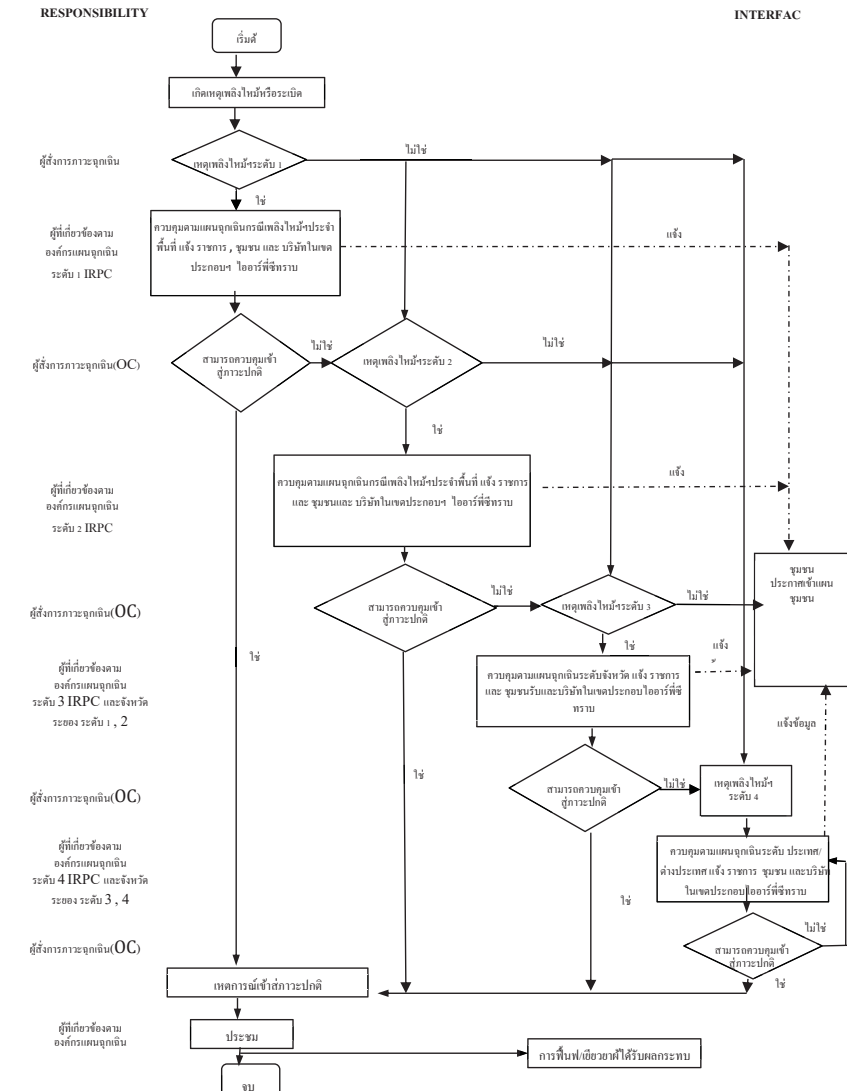 RESPONSIBILITY
INTERFAC
เริ่มต้
เกิดเหตุเพลิงไหม้หรือระเบิด
ผู้สั่งการภาวะฉุกเฉิน
เหตุเพลิงไหม้ฯระดับ 1
ไม่ใช่
ใช่
ผู้ที่เกี่ยวข้องตาม
องค์กรแผนฉุกเฉิน
ระดับ 1 IRPC
ควบคุมตามแผนฉุกเฉินกรณีเพลิงไหม้ฯประจำ
พื้นที่ แจ้ง ราชการ , ชุมชน และ บริษัทในเขต
ประกอบฯ ไออาร์พีซีทราบ
แจ้ง
ผู้สั่งการภาวะฉุกเฉิน(OC)
สามารถควบคุมเข้า
สู่ภาวะปกติ
ไม่ใช่
เหตุเพลิงไหม้ฯระดับ 2
ไม่ใช่
ใช่
ผู้ที่เกี่ยวข้องตาม
องค์กรแผนฉุกเฉิน
ระดับ 2 IRPC
ควบคุมตามแผนฉุกเฉินกรณีเพลิงไหม้ฯประจำพื้นที่ แจ้ง ราชการ
และ ชุมชนและ บริษัทในเขตประกอบฯ ไออาร์พีซีทราบ
แจ้ง
ชุมชน
ประกาศเข้าแผน
ชุมชน
ผู้สั่งการภาวะฉุกเฉิน(OC)
สามารถควบคุมเข้า
สู่ภาวะปกติ
ไม่ใช่
เหตุเพลิงไหม้ฯระดับ 3
ไม่ใช่
ใช่
ใช่
แจ้ง
ผู้ที่เกี่ยวข้องตาม
องค์กรแผนฉุกเฉิน
ระดับ 3 IRPC และจังหวัด
ระยอง ระดับ 1 , 2
ควบคุมตามแผนฉุกเฉินระดับจังหวัด แจ้ง ราชการ
และ ชุมชนรับและบริษัทในเขตประกอบไออาร์พีซี
ทราบ
แจ้งข้อมูล
ใช่
ผู้สั่งการภาวะฉุกเฉิน(OC)
สามารถควบคุมเข้า
สู่ภาวะปกติ
ไม่ใช่
เหตุเพลิงไหม้ฯ
ระดับ 4
ผู้ที่เกี่ยวข้องตาม
องค์กรแผนฉุกเฉิน
ระดับ 4 IRPC และจังหวัด
ระยอง ระดับ 3 , 4
ควบคุมตามแผนฉุกเฉินระดับ ประเทศ/
ต่างประเทศ แจ้ง ราชการ ชุมชน และบริษัท
ในเขตประกอบไออาร์พีซีทราบ
ใช่
ไม่ใช่
ผู้สั่งการภาวะฉุกเฉิน(OC)
สามารถควบคุมเข้า
สู่ภาวะปกติ
ใช่
เหตการณ์เข้าสู่ภาวะปกติ
ผู้ที่เกี่ยวข้องตาม
องค์กรแผนฉุกเฉิน
ประชม
การฟื้นฟ/เยียวยาผ้ได้รับผลกระทบ
จบ